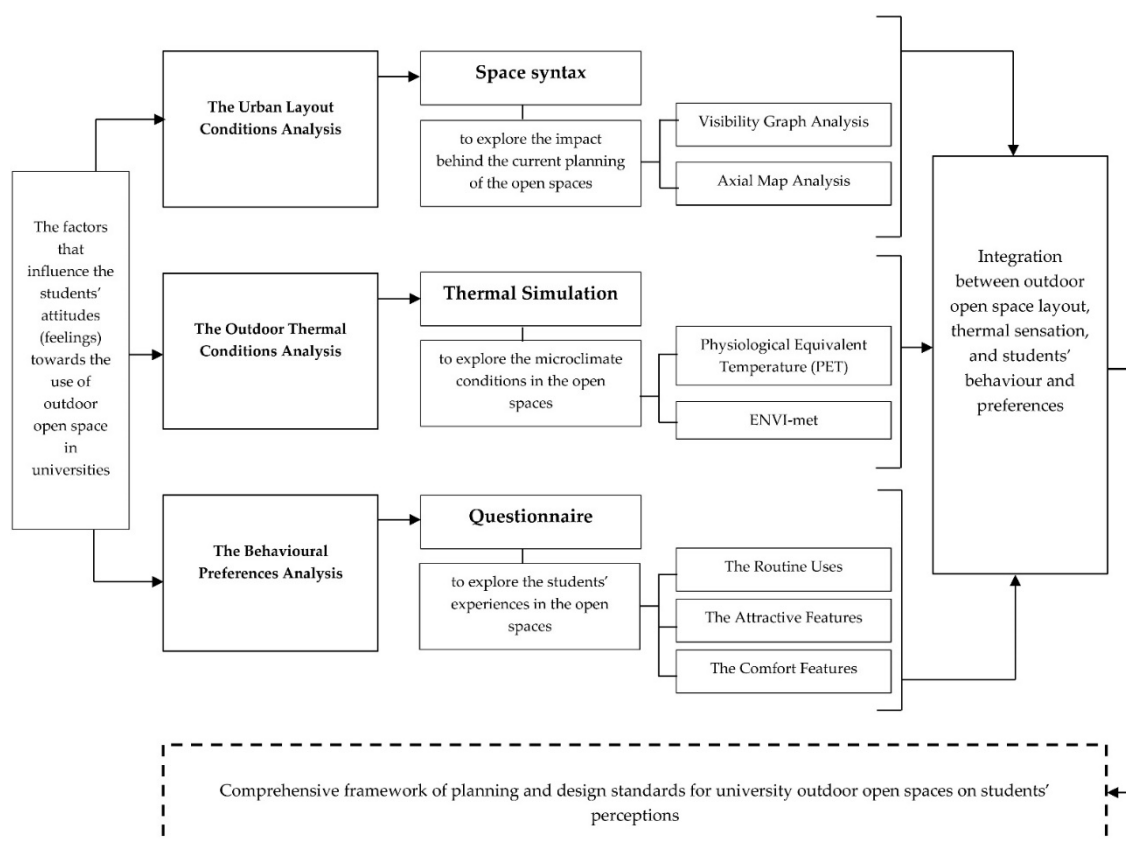 The factors
that
influence the
students’
attitudes
(feelings)
towards the
use of
outdoor
open space
in
universities
The Urban Layout
Conditions Analysis
Space syntax
to explore the impact
behind the current planning
of the open spaces
Visibility Graph Analysis
Axial Map Analysis
The Outdoor Thermal
Conditions Analysis
Thermal Simulation
to explore the microclimate
conditions in the open
spaces
Physiological Equivalent
Temperature (PET)
ENVI-met
The Behavioural
Preferences Analysis
Questionnaire
to explore the students’
experiences in the open
spaces
The Routine Uses
The Attractive Features
The Comfort Features
Integration
between outdoor
open space layout,
thermal sensation,
and students’
behaviour and
preferences
Comprehensive framework of planning and design standards for university outdoor open spaces on students’
perceptions